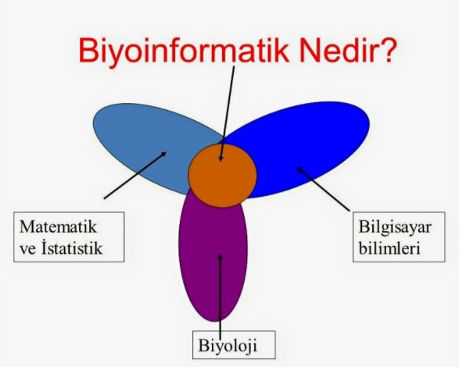 Biyoinformatik Nedir?
Matematik
ve İstatistik
Bilgisayar
bilimleri
Biyoloji